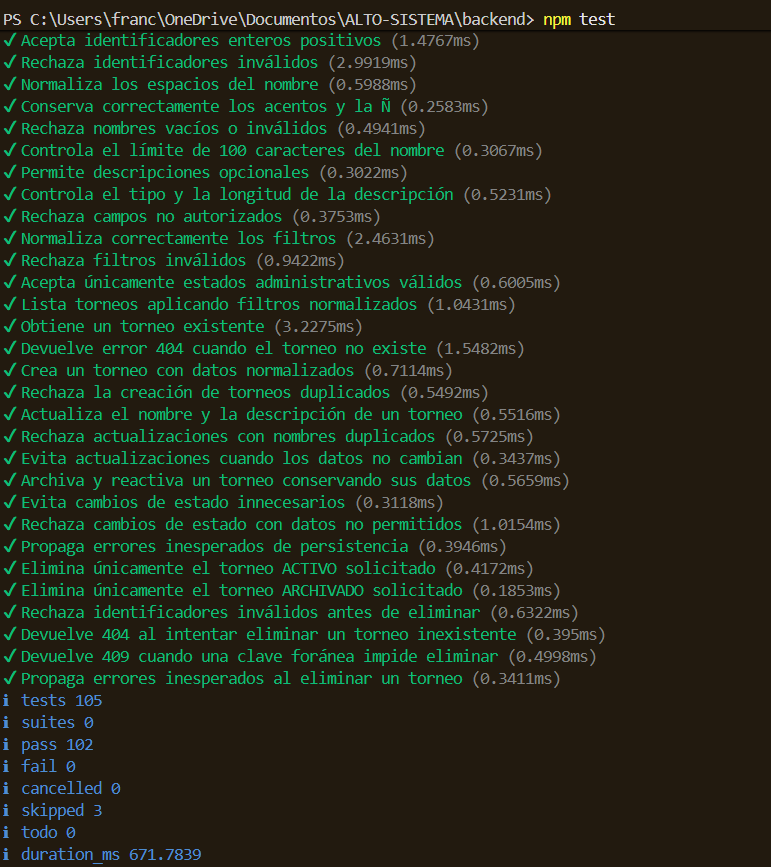 PS C:\Users\franc\OneDrive\Documentos\ALTO-SISTEMA\backend> npm test
✓ Acepta identificadores enteros positivos (1.4767ms)
✓ Rechaza identificadores inválidos (2.9919ms)
✓ Normaliza los espacios del nombre (0.5988ms)
✓ Conserva correctamente los acentos y la Ñ (0.2583ms)
✓ Rechaza nombres vacíos o inválidos (0.4941ms)
✓ Controla el límite de 100 caracteres del nombre (0.3067ms)
✓ Permite descripciones opcionales (0.3022ms)
✓ Controla el tipo y la longitud de la descripción (0.5231ms)
✓ Rechaza campos no autorizados (0.3753ms)
✓ Normaliza correctamente los filtros (2.4631ms)
✓ Rechaza filtros inválidos (0.9422ms)
✓ Acepta únicamente estados administrativos válidos (0.6005ms)
✓ Lista torneos aplicando filtros normalizados (1.0431ms)
✓ Obtiene un torneo existente (3.2275ms)
✓ Devuelve error 404 cuando el torneo no existe (1.5482ms)
✓ Crea un torneo con datos normalizados (0.7114ms)
✓ Rechaza la creación de torneos duplicados (0.5492ms)
✓ Actualiza el nombre y la descripción de un torneo (0.5516ms)
✓ Rechaza actualizaciones con nombres duplicados (0.5725ms)
✓ Evita actualizaciones cuando los datos no cambian (0.3437ms)
✓ Archiva y reactiva un torneo conservando sus datos (0.5659ms)
✓ Evita cambios de estado innecesarios (0.3118ms)
✓ Rechaza cambios de estado con datos no permitidos (1.0154ms)
✓ Propaga errores inesperados de persistencia (0.3946ms)
✓ Elimina únicamente el torneo ACTIVO solicitado (0.4172ms)
✓ Elimina únicamente el torneo ARCHIVADO solicitado (0.1853ms)
✓ Rechaza identificadores inválidos antes de eliminar (0.6322ms)
✓ Devuelve 404 al intentar eliminar un torneo inexistente (0.395ms)
✓ Devuelve 409 cuando una clave foránea impide eliminar (0.4998ms)
✓ Propaga errores inesperados al eliminar un torneo (0.3411ms)
ℹ tests 105
ℹ suites 0
ℹ pass 102
ℹ fail 0
ℹ cancelled 0
ℹ skipped 3
ℹ todo 0
ℹ duration_ms 671.7839